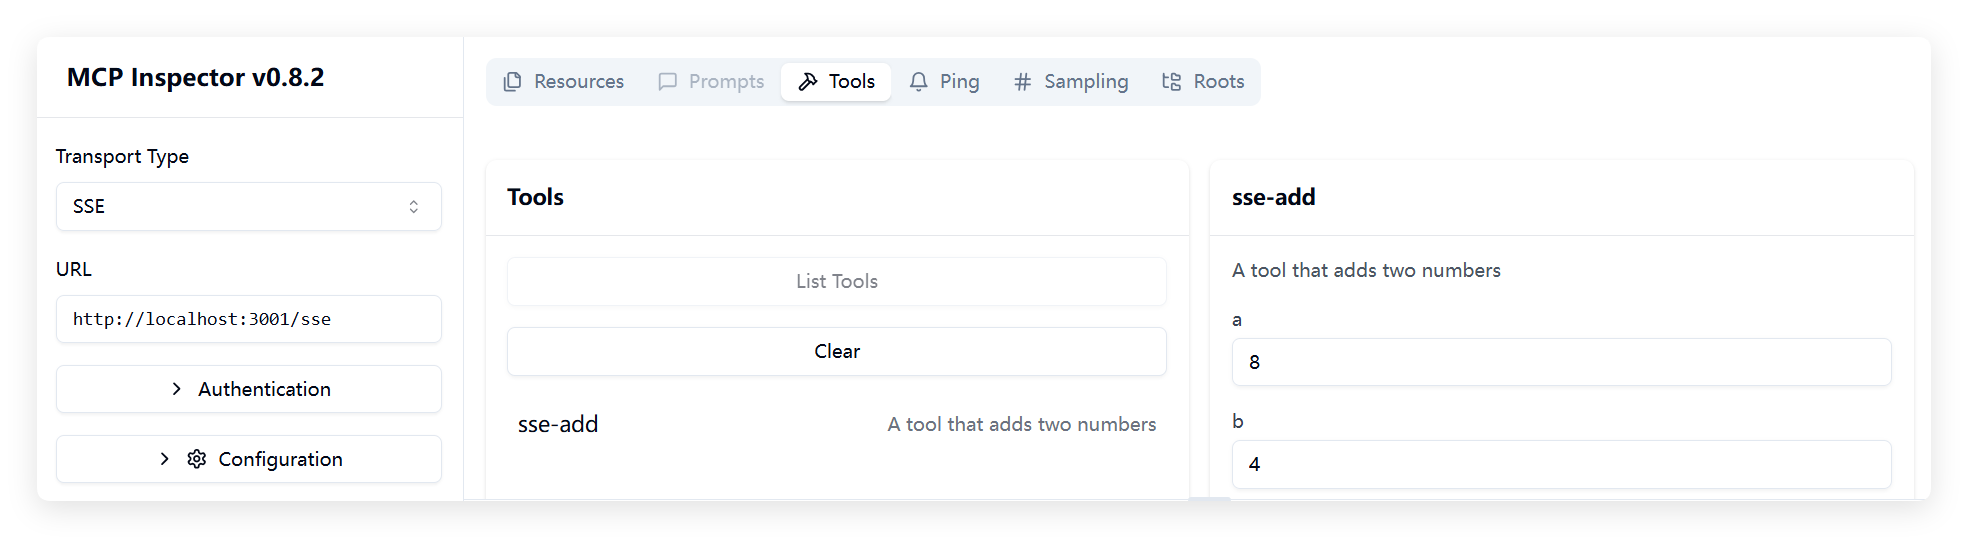 MCP Inspector v0.8.2
Transport Type
SSE
URL
http://localhost:3001/sse
Authentication
Configuration
Resources
Prompts
Tools
Ping
Sampling
Roots
Tools
List Tools
Clear
sse-add
A tool that adds two numbers
sse-add
A tool that adds two numbers
a
8
b
4